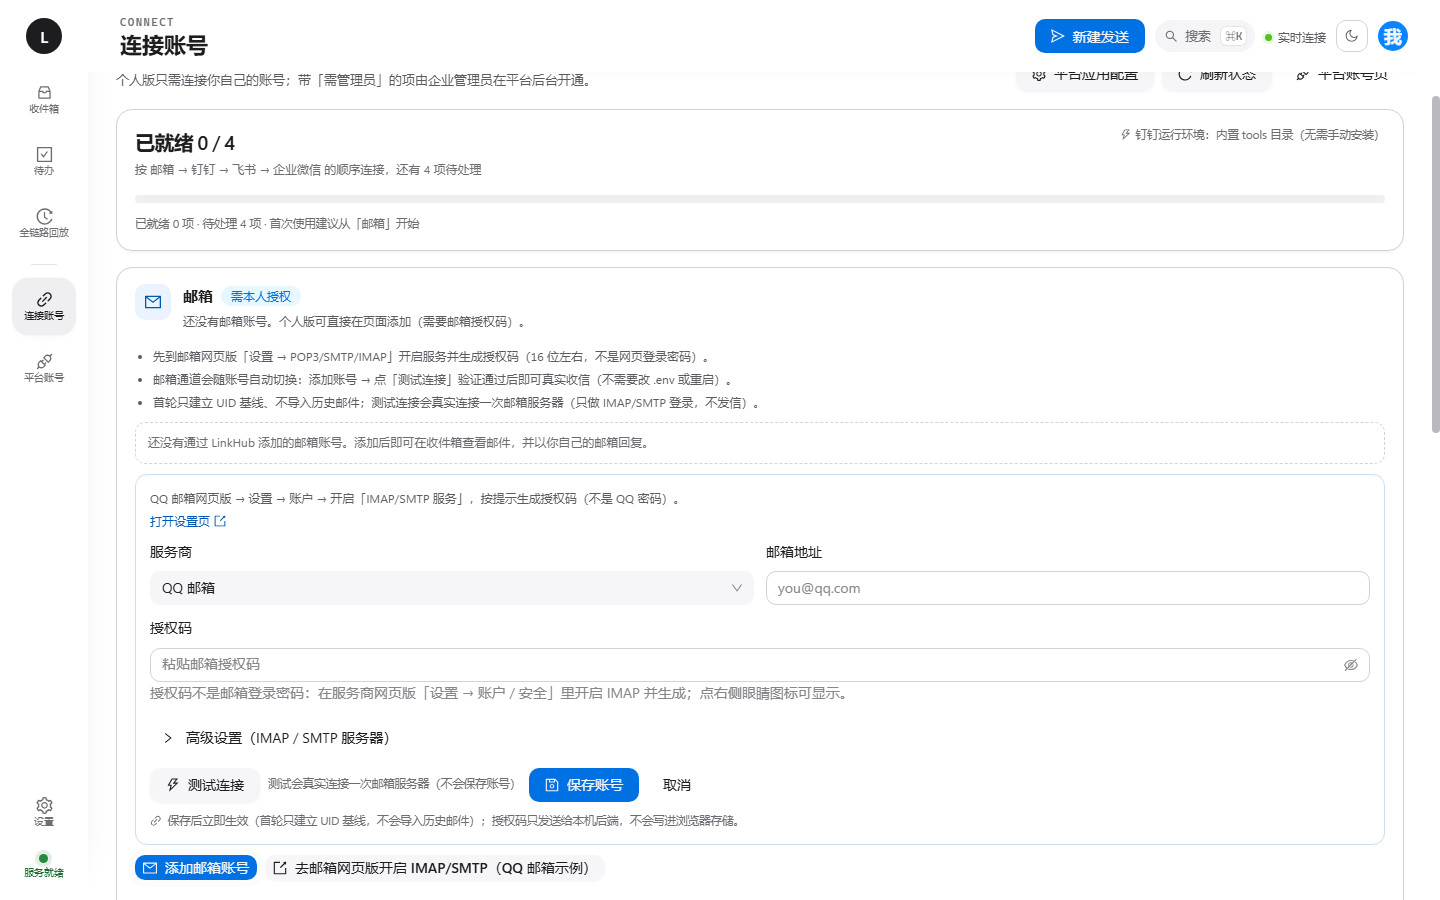 L
CONNECT
连接账号
新建发送
搜索 ⌘K
实时连接
我
个人版只需连接你自己的账号；带「需管理员」的项由企业管理员在平台后台开通。
平台应用配置
刷新状态
平台账号页
收件箱
待办
全链路回放
连接账号
平台账号
设置
服务就绪
已就绪 0 / 4
钉钉运行环境：内置 tools 目录（无需手动安装）
按 邮箱 → 钉钉 → 飞书 → 企业微信 的顺序连接，还有 4 项待处理
已就绪 0 项 · 待处理 4 项 · 首次使用建议从「邮箱」开始
邮箱 需本人授权
还没有邮箱账号。个人版可直接在页面添加（需要邮箱授权码）。
• 先到邮箱网页版「设置 → POP3/SMTP/IMAP」开启服务并生成授权码（16 位左右，不是网页登录密码）。
• 邮箱通道会随账号自动切换：添加账号 → 点「测试连接」验证通过后即可真实收信（不需要改 .env 或重启）。
• 首轮只建立 UID 基线、不导入历史邮件；测试连接会真实连接一次邮箱服务器（只做 IMAP/SMTP 登录，不发信）。
还没有通过 LinkHub 添加的邮箱账号。添加后即可在收件箱查看邮件，并以你自己的邮箱回复。
QQ 邮箱网页版 → 设置 → 账户 → 开启「IMAP/SMTP 服务」，按提示生成授权码（不是 QQ 密码）。
打开设置页
服务商
QQ 邮箱
邮箱地址
you@qq.com
授权码
粘贴邮箱授权码
授权码不是邮箱登录密码：在服务商网页版「设置 → 账户 / 安全」里开启 IMAP 并生成；点右侧眼睛图标可显示。
高级设置（IMAP / SMTP 服务器）
测试连接
测试会真实连接一次邮箱服务器（不会保存账号）
保存账号
取消
保存后立即生效（首轮只建立 UID 基线，不会导入历史邮件）；授权码只发送给本机后端，不会写进浏览器存储。
添加邮箱账号
去邮箱网页版开启 IMAP/SMTP（QQ 邮箱示例）